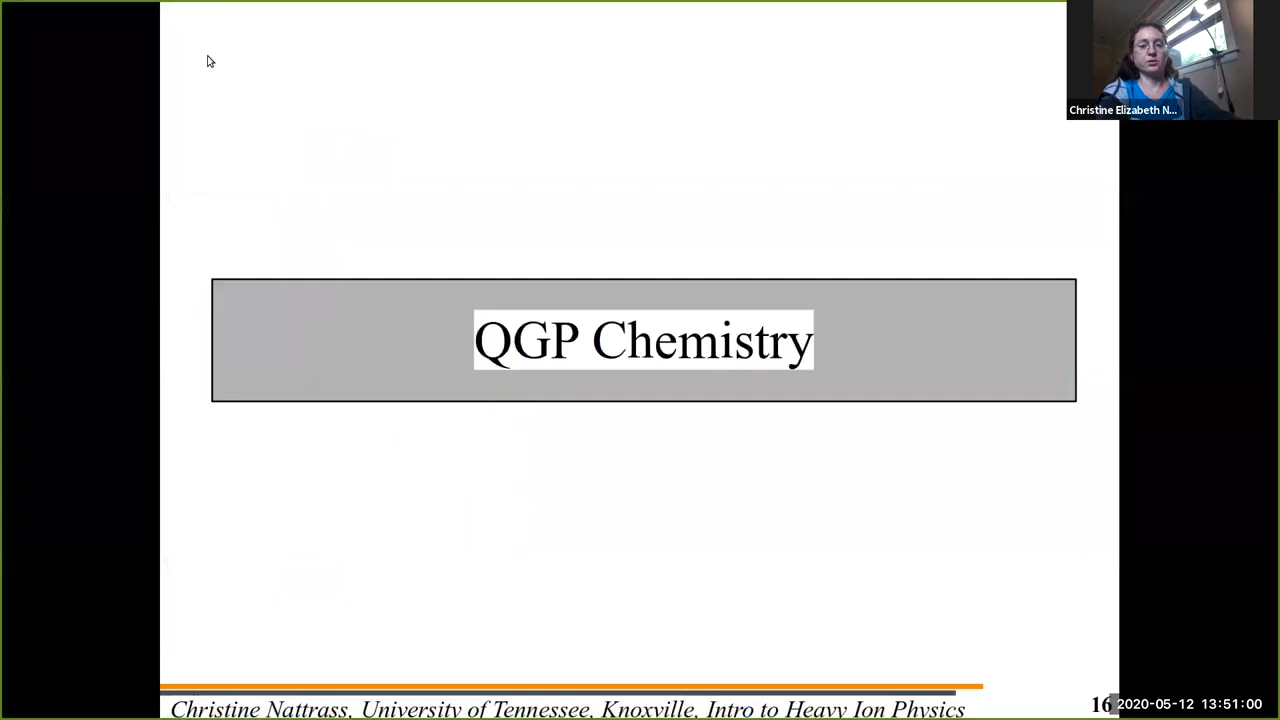 Christine Elizabeth N...
QGP Chemistry
Christine Nattrass, University of Tennessee, Knoxville, Intro to Heavy Ion Physics
16
2020-05-12 13:51:00